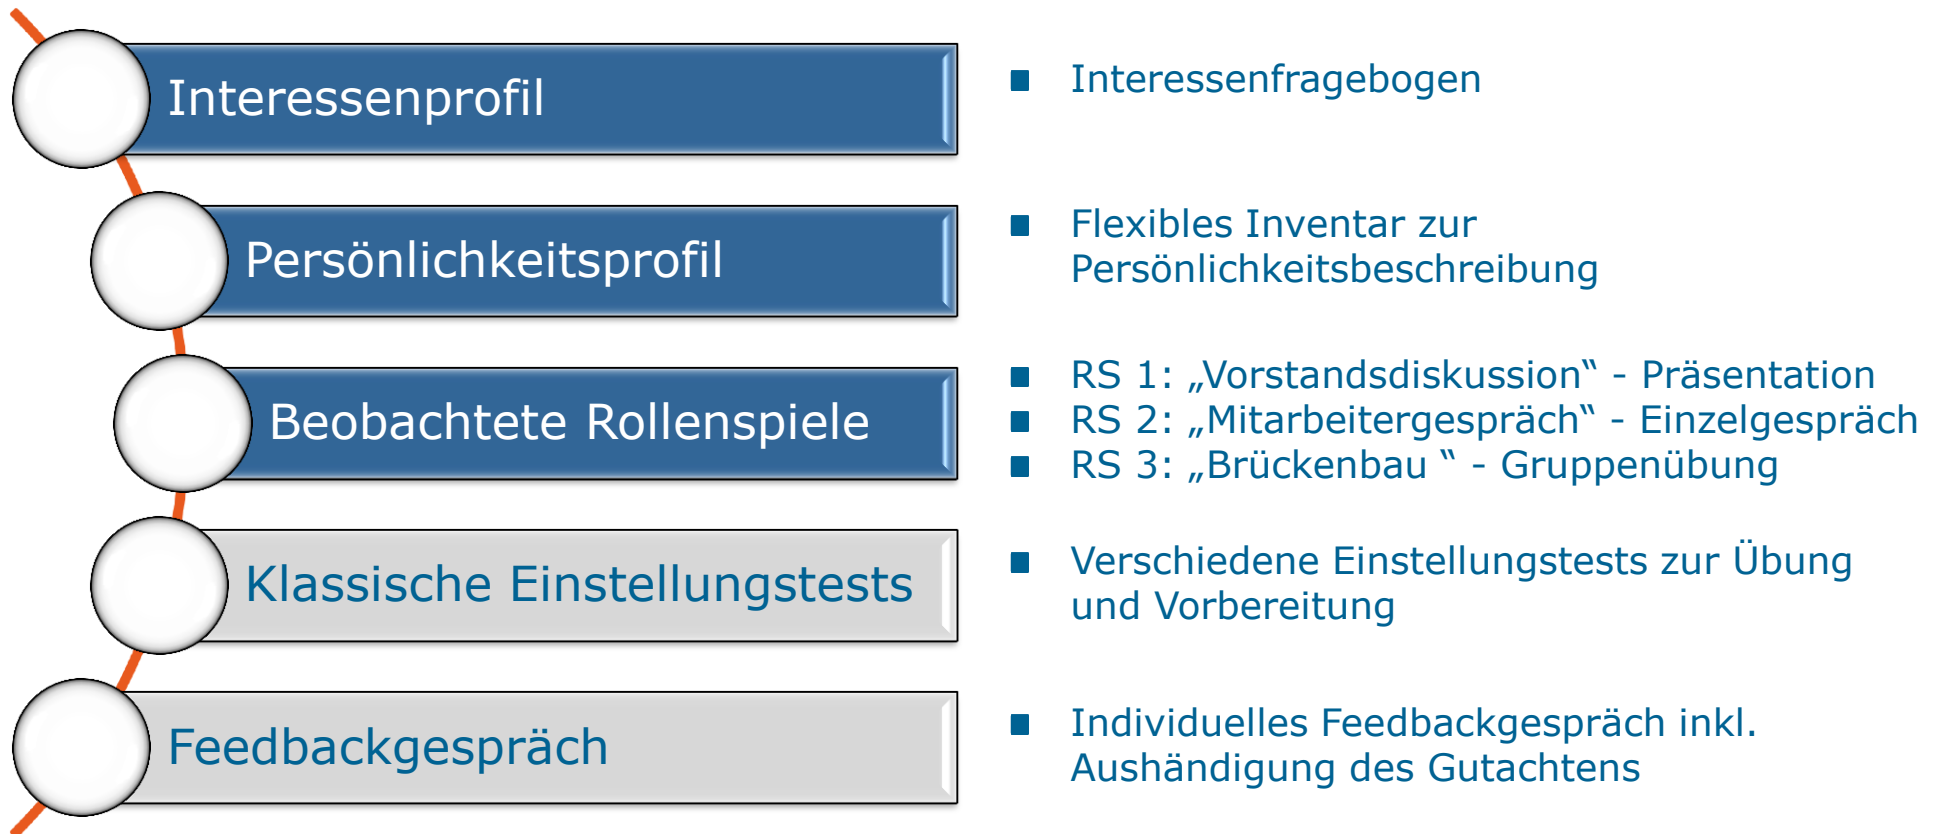 Interessenprofil
Interessenfragebogen
Persönlichkeitsprofil
Flexibles Inventar zur
Persönlichkeitsbeschreibung
Beobachtete Rollenspiele
RS 1: „Vorstandsdiskussion“ - Präsentation
RS 2: „Mitarbeitergespräch“ - Einzelgespräch
RS 3: „Brückenbau “ - Gruppenübung
Klassische Einstellungstests
Verschiedene Einstellungstests zur Übung
und Vorbereitung
Feedbackgespräch
Individuelles Feedbackgespräch inkl.
Aushändigung des Gutachtens